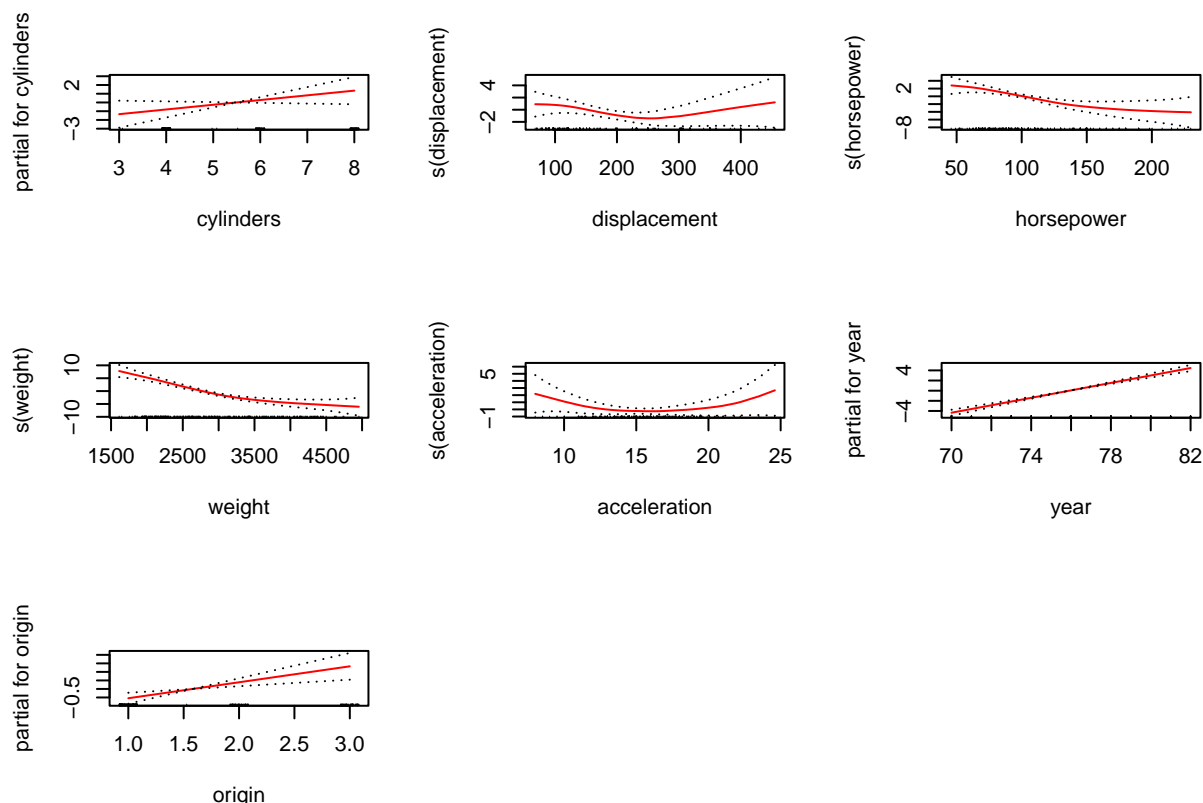 partial for cylinders
2
−3
3 4 5 6 7 8
cylinders
s(displacement)
4
−2
100 200 300 400
displacement
s(horsepower)
2
−8
50 100 150 200
horsepower
s(weight)
10
−10
1500 2500 3500 4500
weight
s(acceleration)
5
−1
10 15 20 25
acceleration
partial for year
4
−4
70 74 78 82
year
partial for origin
−0.5
1.0 1.5 2.0 2.5 3.0
origin